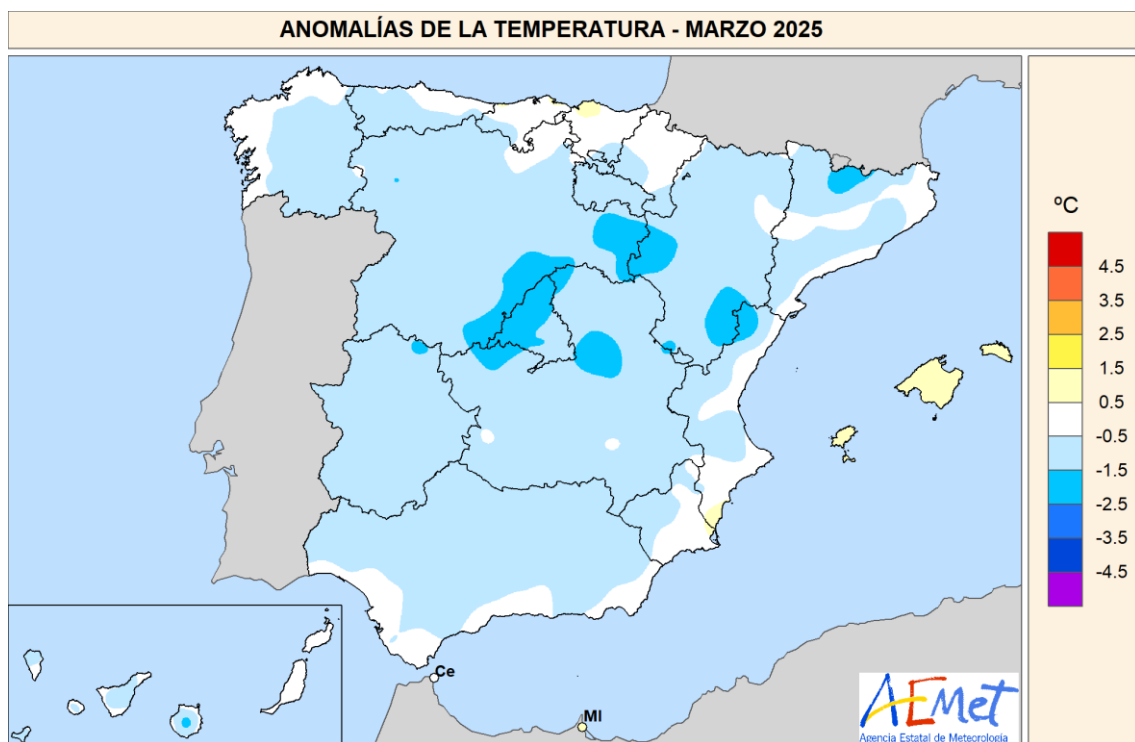 ANOMALÍAS DE LA TEMPERATURA - MARZO 2025
ºC
4.5
3.5
2.5
1.5
0.5
-0.5
-1.5
-2.5
-3.5
-4.5
Ce
Ml
AEMet
Agencia Estatal de Meteorología